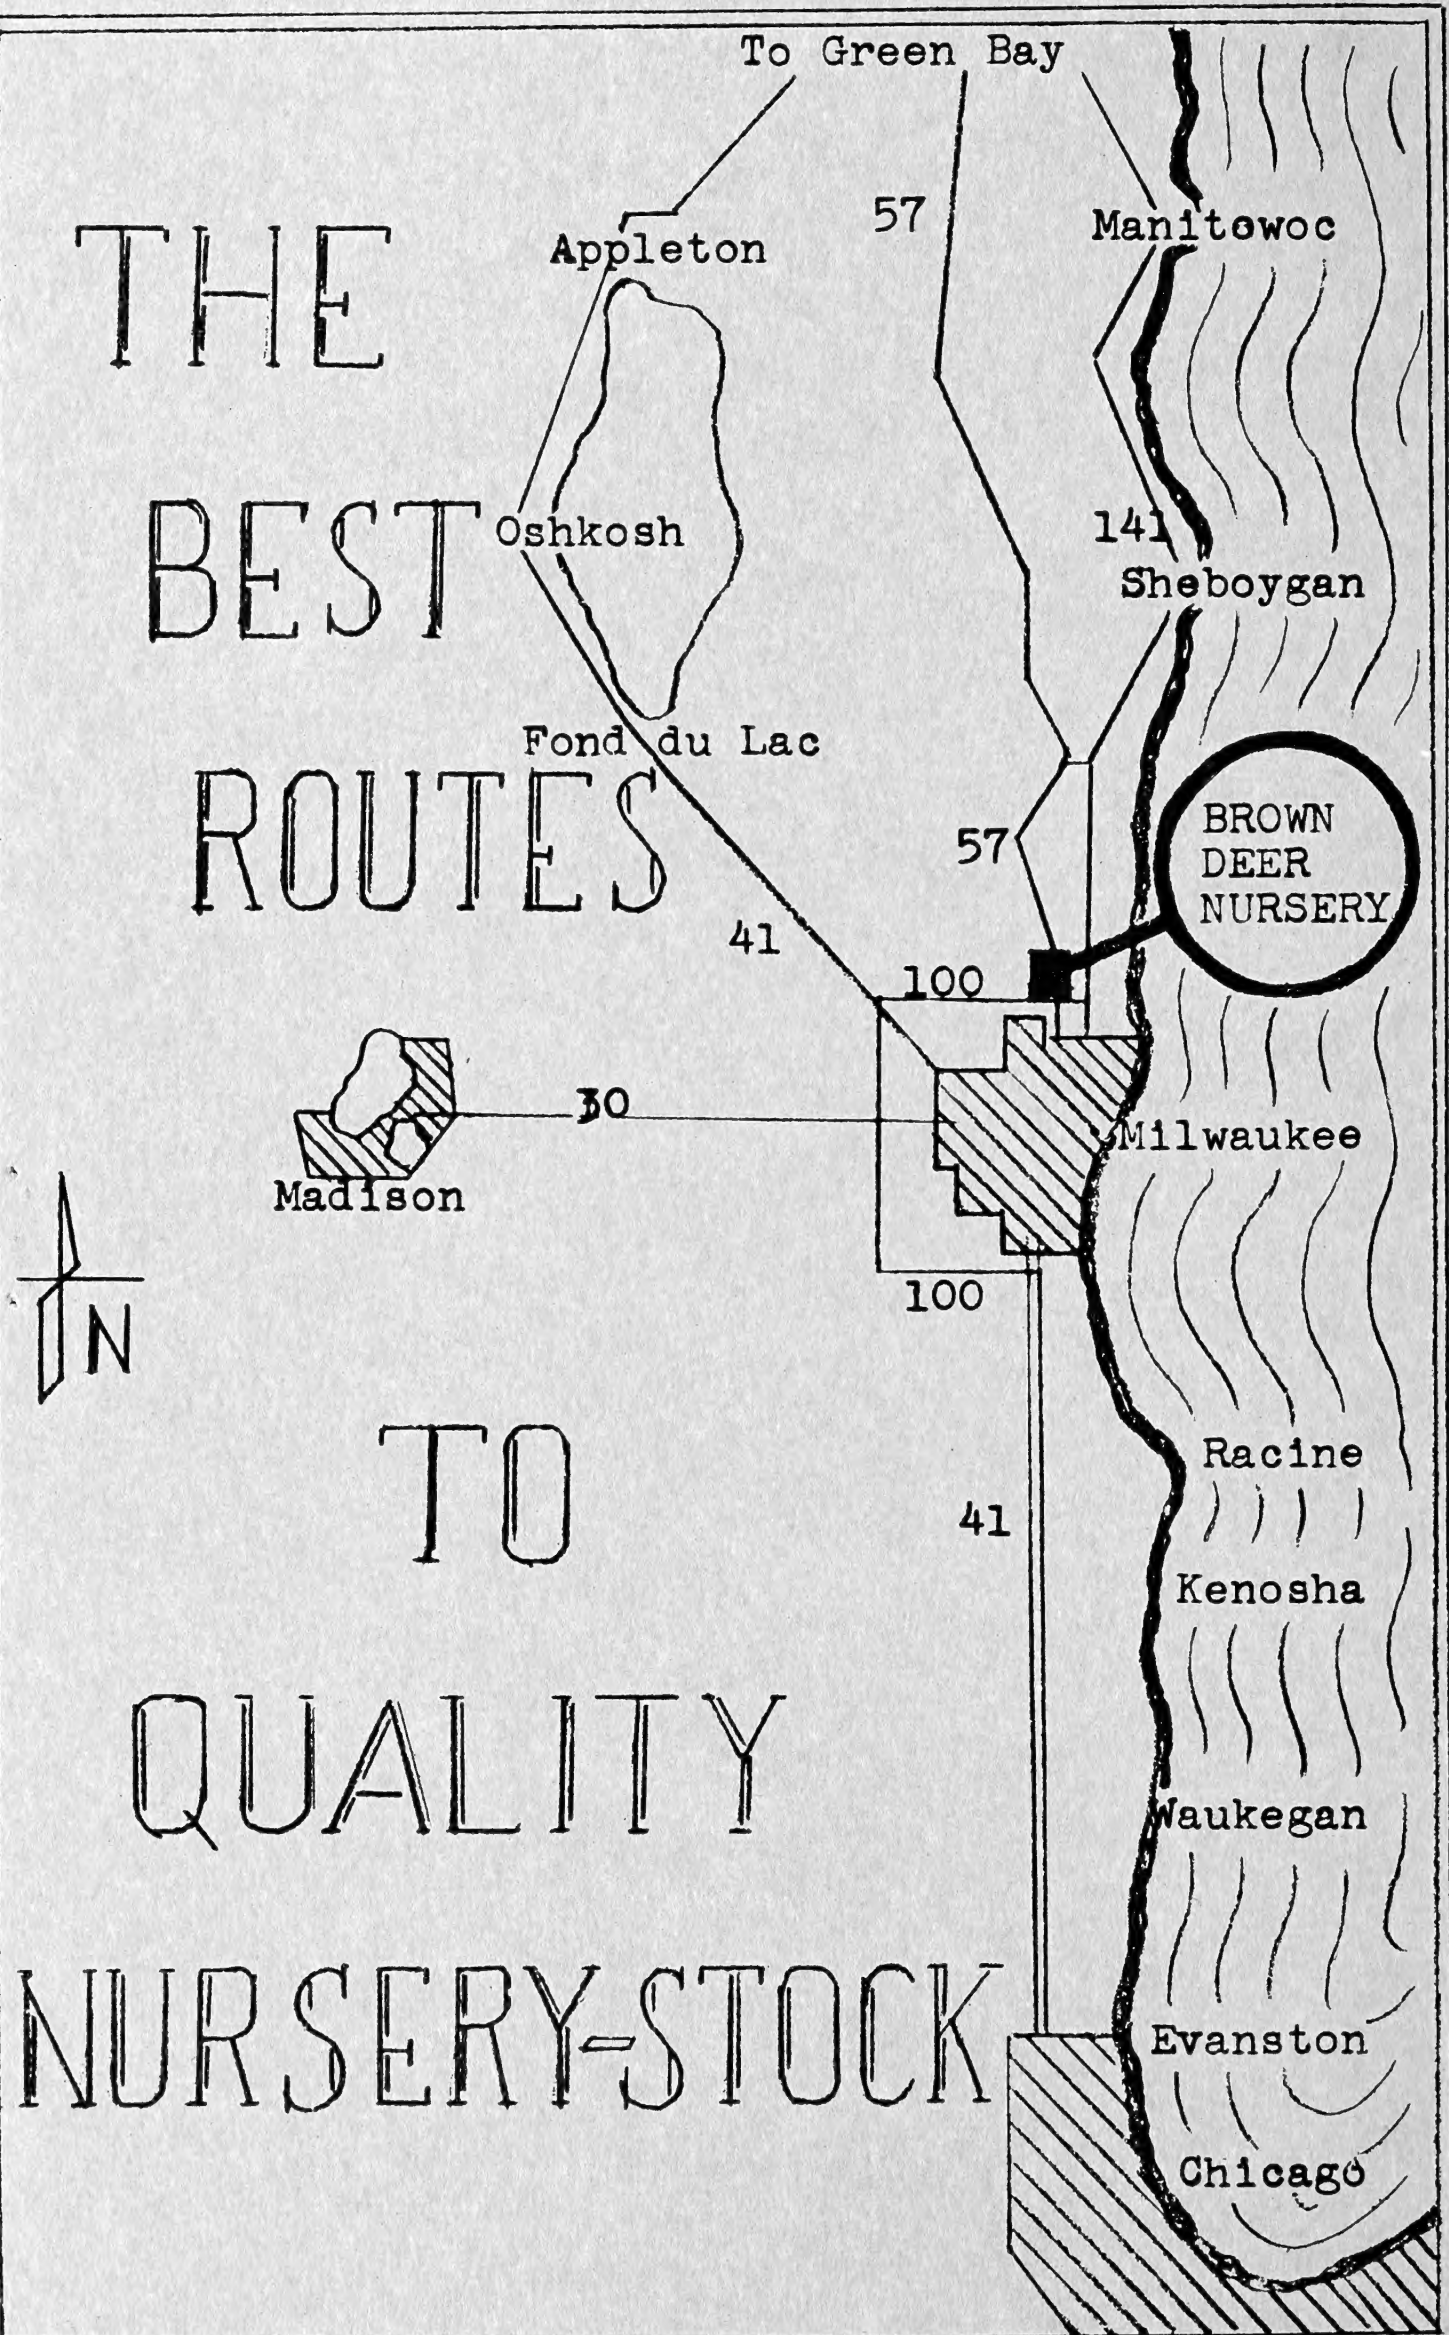 To Green Bay
57
Manitowoc
Appleton
THE
BEST
Oshkosh
141
Sheboygan
Fond du Lac
ROUTES
57
BROWN
DEER
NURSERY
41
100
30
Milwaukee
Madison
N
100
TO
Racine
41
Kenosha
QUALITY
Waukegan
NURSERY-STOCK
Evanston
Chicago